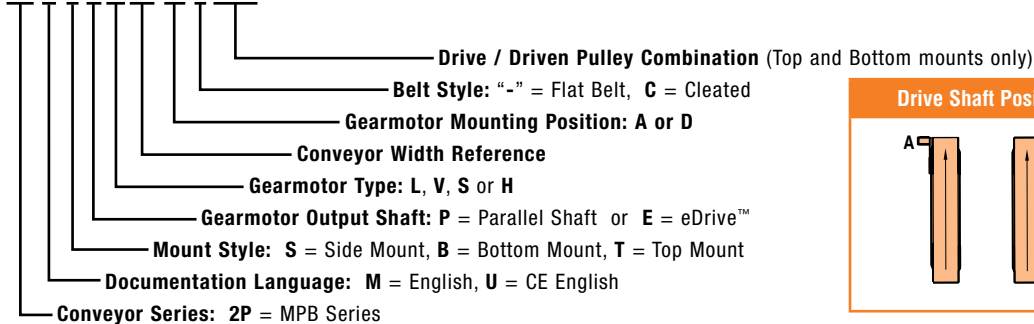 Drive / Driven Pulley Combination (Top and Bottom mounts only)
Belt Style: "-" = Flat Belt, C = Cleated
Gearmotor Mounting Position: A or D
Conveyor Width Reference
Gearmotor Type: L, V, S or H
Gearmotor Output Shaft: P = Parallel Shaft or E = eDrive™
Mount Style: S = Side Mount, B = Bottom Mount, T = Top Mount
Documentation Language: M = English, U = CE English
Conveyor Series: 2P = MPB Series
Drive Shaft Posi
A